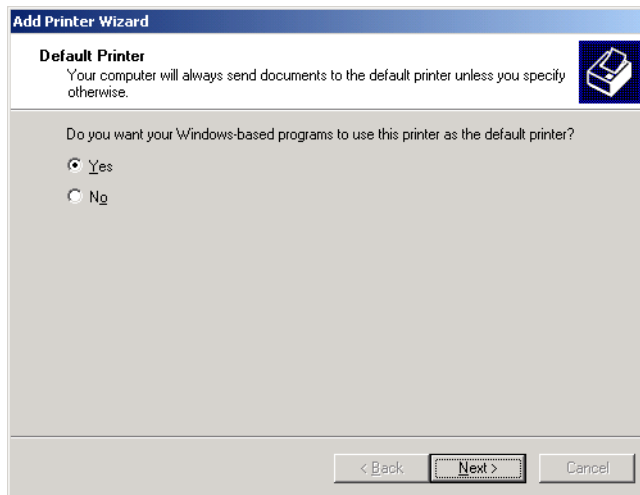 Add Printer Wizard
Default Printer
Your computer will always send documents to the default printer unless you specify
otherwise.
Do you want your Windows-based programs to use this printer as the default printer?
Yes
No
< Back
Next >
Cancel